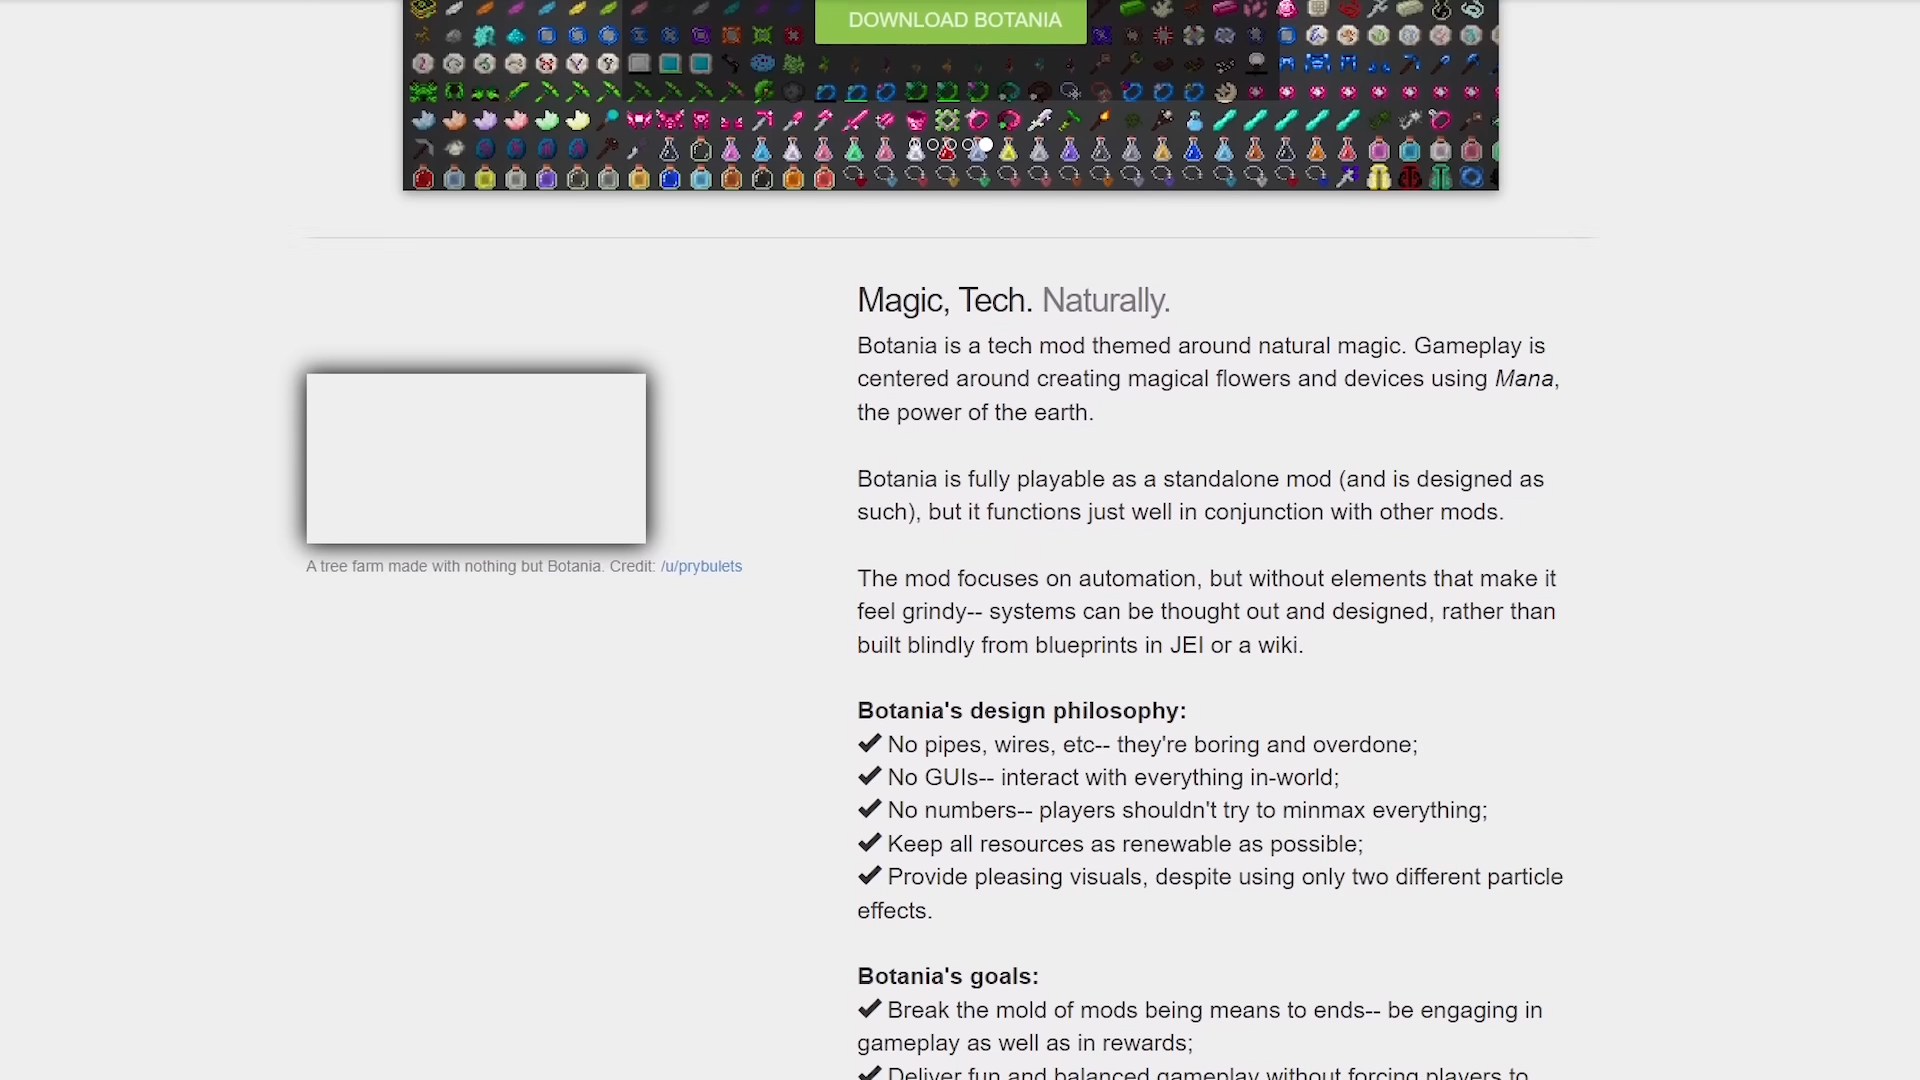 DOWNLOAD BOTANIA
Magic, Tech. Naturally.
Botania is a tech mod themed around natural magic. Gameplay is
centered around creating magical flowers and devices using Mana,
the power of the earth.
Botania is fully playable as a standalone mod (and is designed as
such), but it functions just well in conjunction with other mods.
A tree farm made with nothing but Botania. Credit: /u/prybulets
The mod focuses on automation, but without elements that make it
feel grindy-- systems can be thought out and designed, rather than
built blindly from blueprints in JEI or a wiki.
Botania's design philosophy:
✔ No pipes, wires, etc-- they're boring and overdone;
✔ No GUIs-- interact with everything in-world;
✔ No numbers-- players shouldn't try to minmax everything;
✔ Keep all resources as renewable as possible;
✔ Provide pleasing visuals, despite using only two different particle
effects.
Botania's goals:
✔ Break the mold of mods being means to ends-- be engaging in
gameplay as well as in rewards;
✔ Deliver fun and balanced gameplay without forcing players to